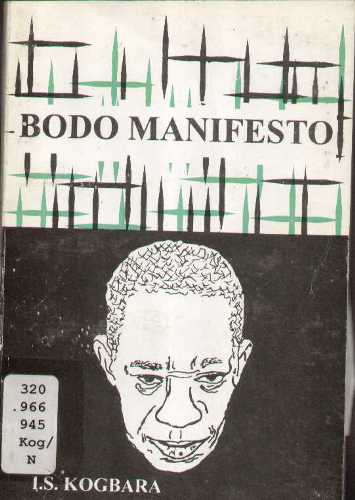 BODO MANIFESTO
320
.966
945
Kog/
N
I.S. KOGBARA